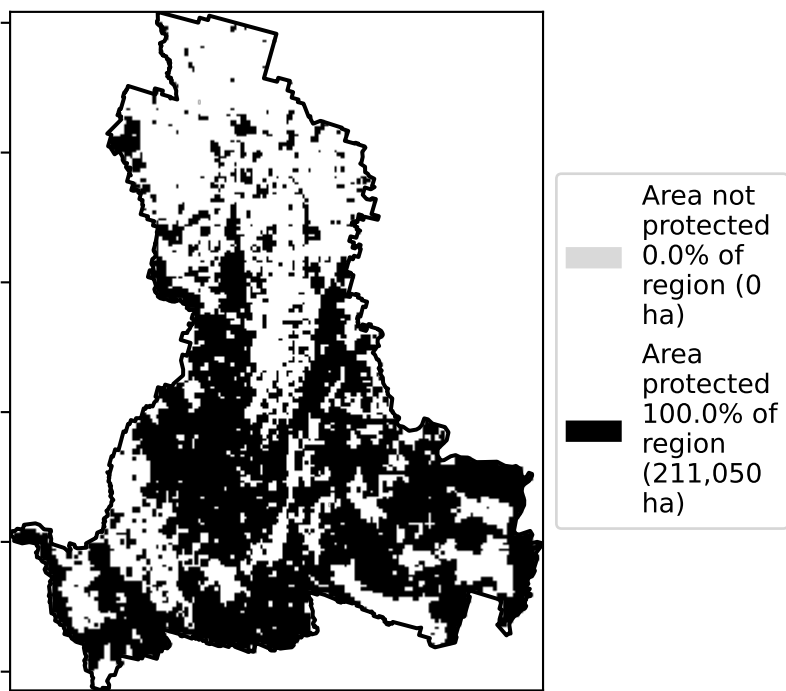 Area not
protected
0.0% of
region (0
ha)
Area
protected
100.0% of
region
(211,050
ha)